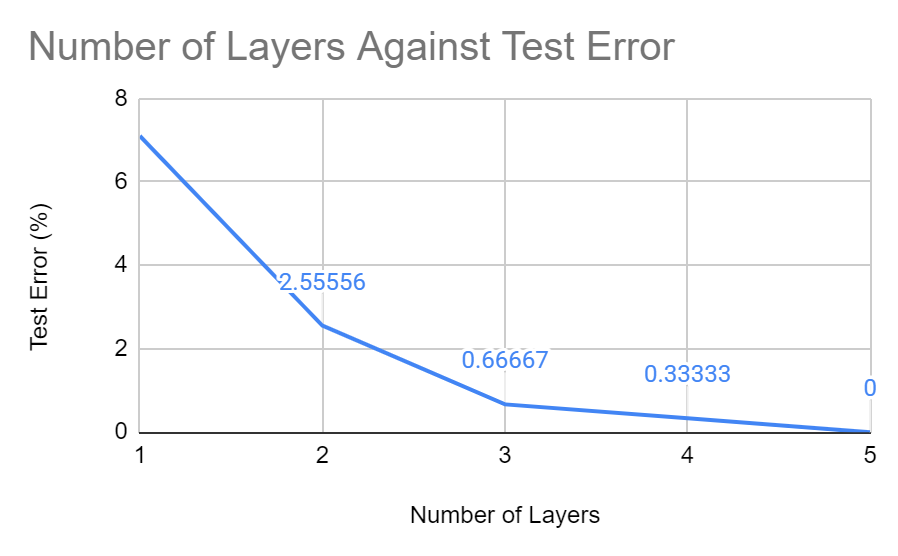 Number of Layers Against Test Error
Test Error (%)
8
6
4
2
0
2.55556
0.66667
0.33333
0
1 2 3 4 5
Number of Layers